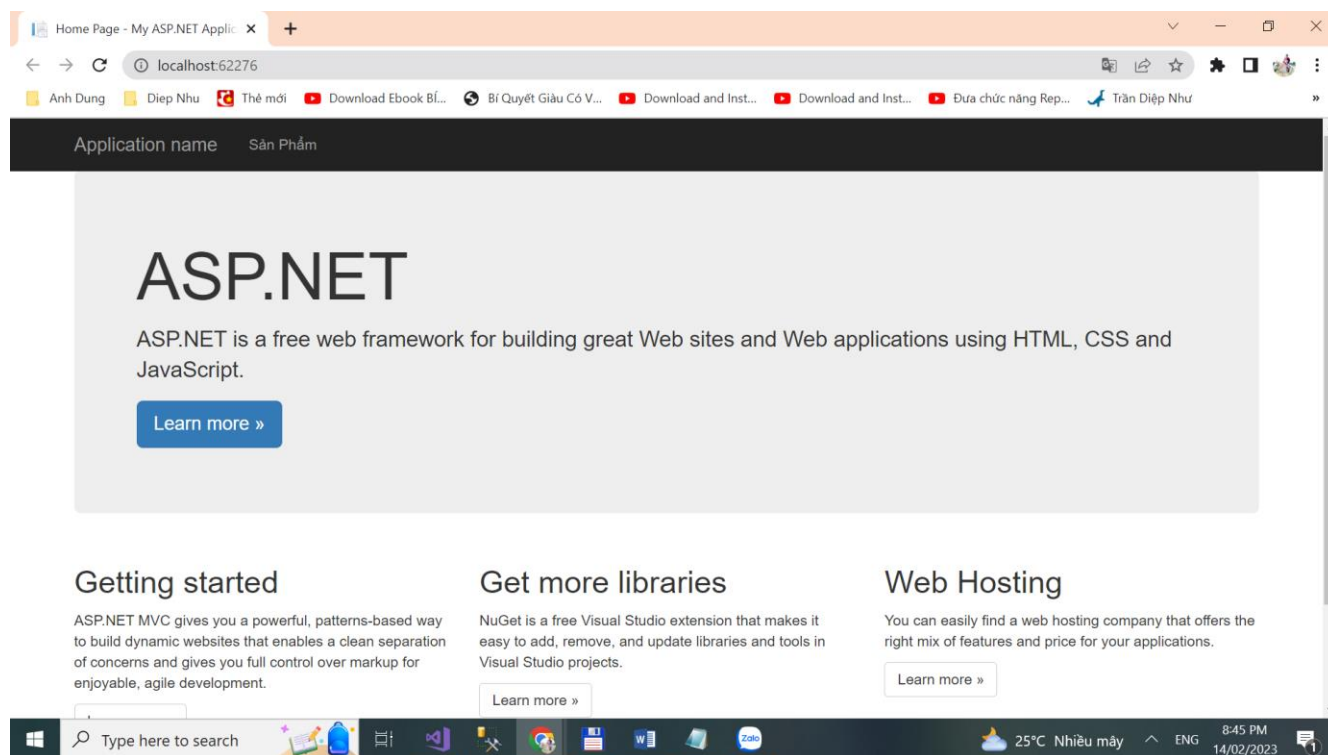 Home Page - My ASP.NET Applic
localhost:62276
Anh Dung Diep Nhu Thẻ mới Download Ebook BÍ... Bí Quyết Giàu Có V... Download and Inst... Download and Inst... Đưa chức năng Rep... Trần Diệp Như »
Application name Sản Phẩm
ASP.NET
ASP.NET is a free web framework for building great Web sites and Web applications using HTML, CSS and
JavaScript.
Learn more »
Getting started
ASP.NET MVC gives you a powerful, patterns-based way
to build dynamic websites that enables a clean separation
of concerns and gives you full control over markup for
enjoyable, agile development.
Get more libraries
NuGet is a free Visual Studio extension that makes it
easy to add, remove, and update libraries and tools in
Visual Studio projects.
Learn more »
Web Hosting
You can easily find a web hosting company that offers the
right mix of features and price for your applications.
Learn more »
Type here to search Zalo 25°C Nhiều mây ENG 8:45 PM
14/02/2023 1